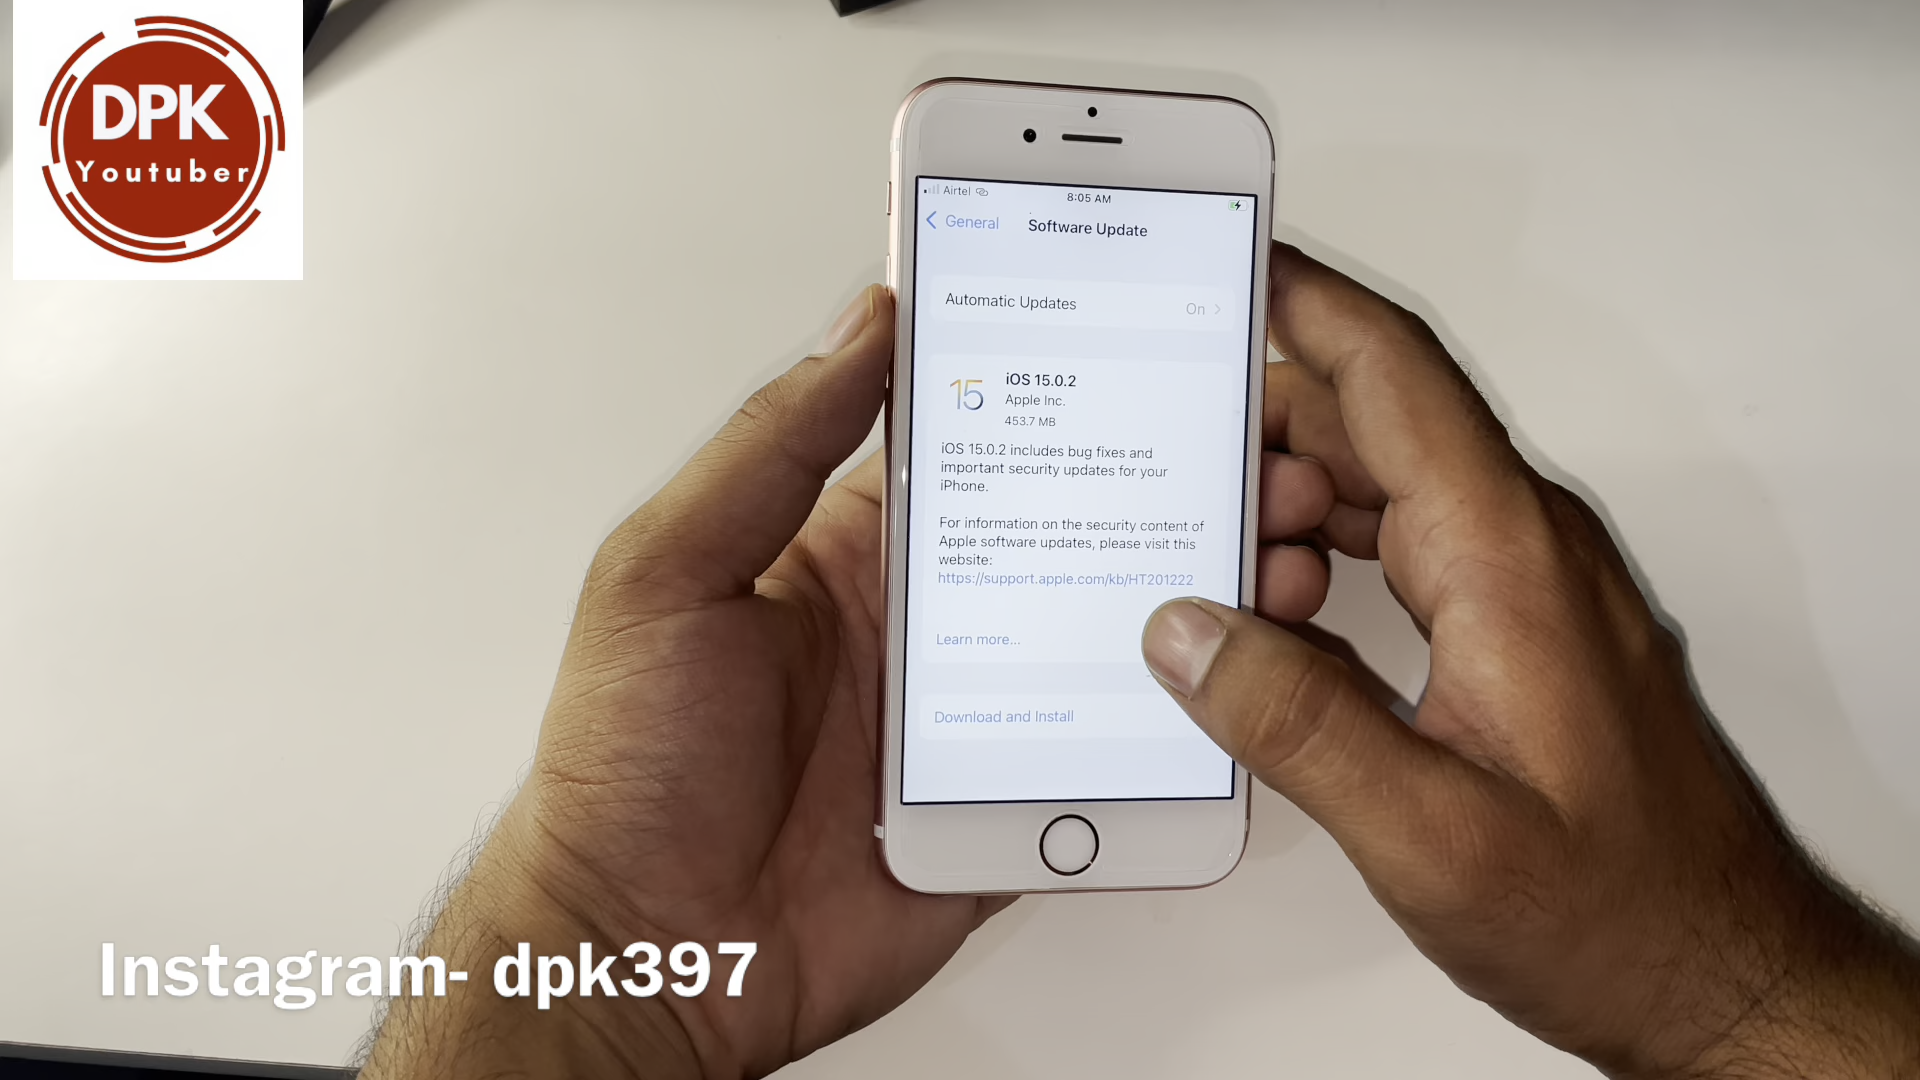 DPK
Youtuber
Airtel
8:05 AM
General
Software Update
Automatic Updates
On
15
iOS 15.0.2
Apple Inc.
453.7 MB
iOS 15.0.2 includes bug fixes and
important security updates for your
iPhone.
For information on the security content of
Apple software updates, please visit this
website:
https://support.apple.com/kb/HT201222
Learn more...
Download and Install
Instagram- dpk397